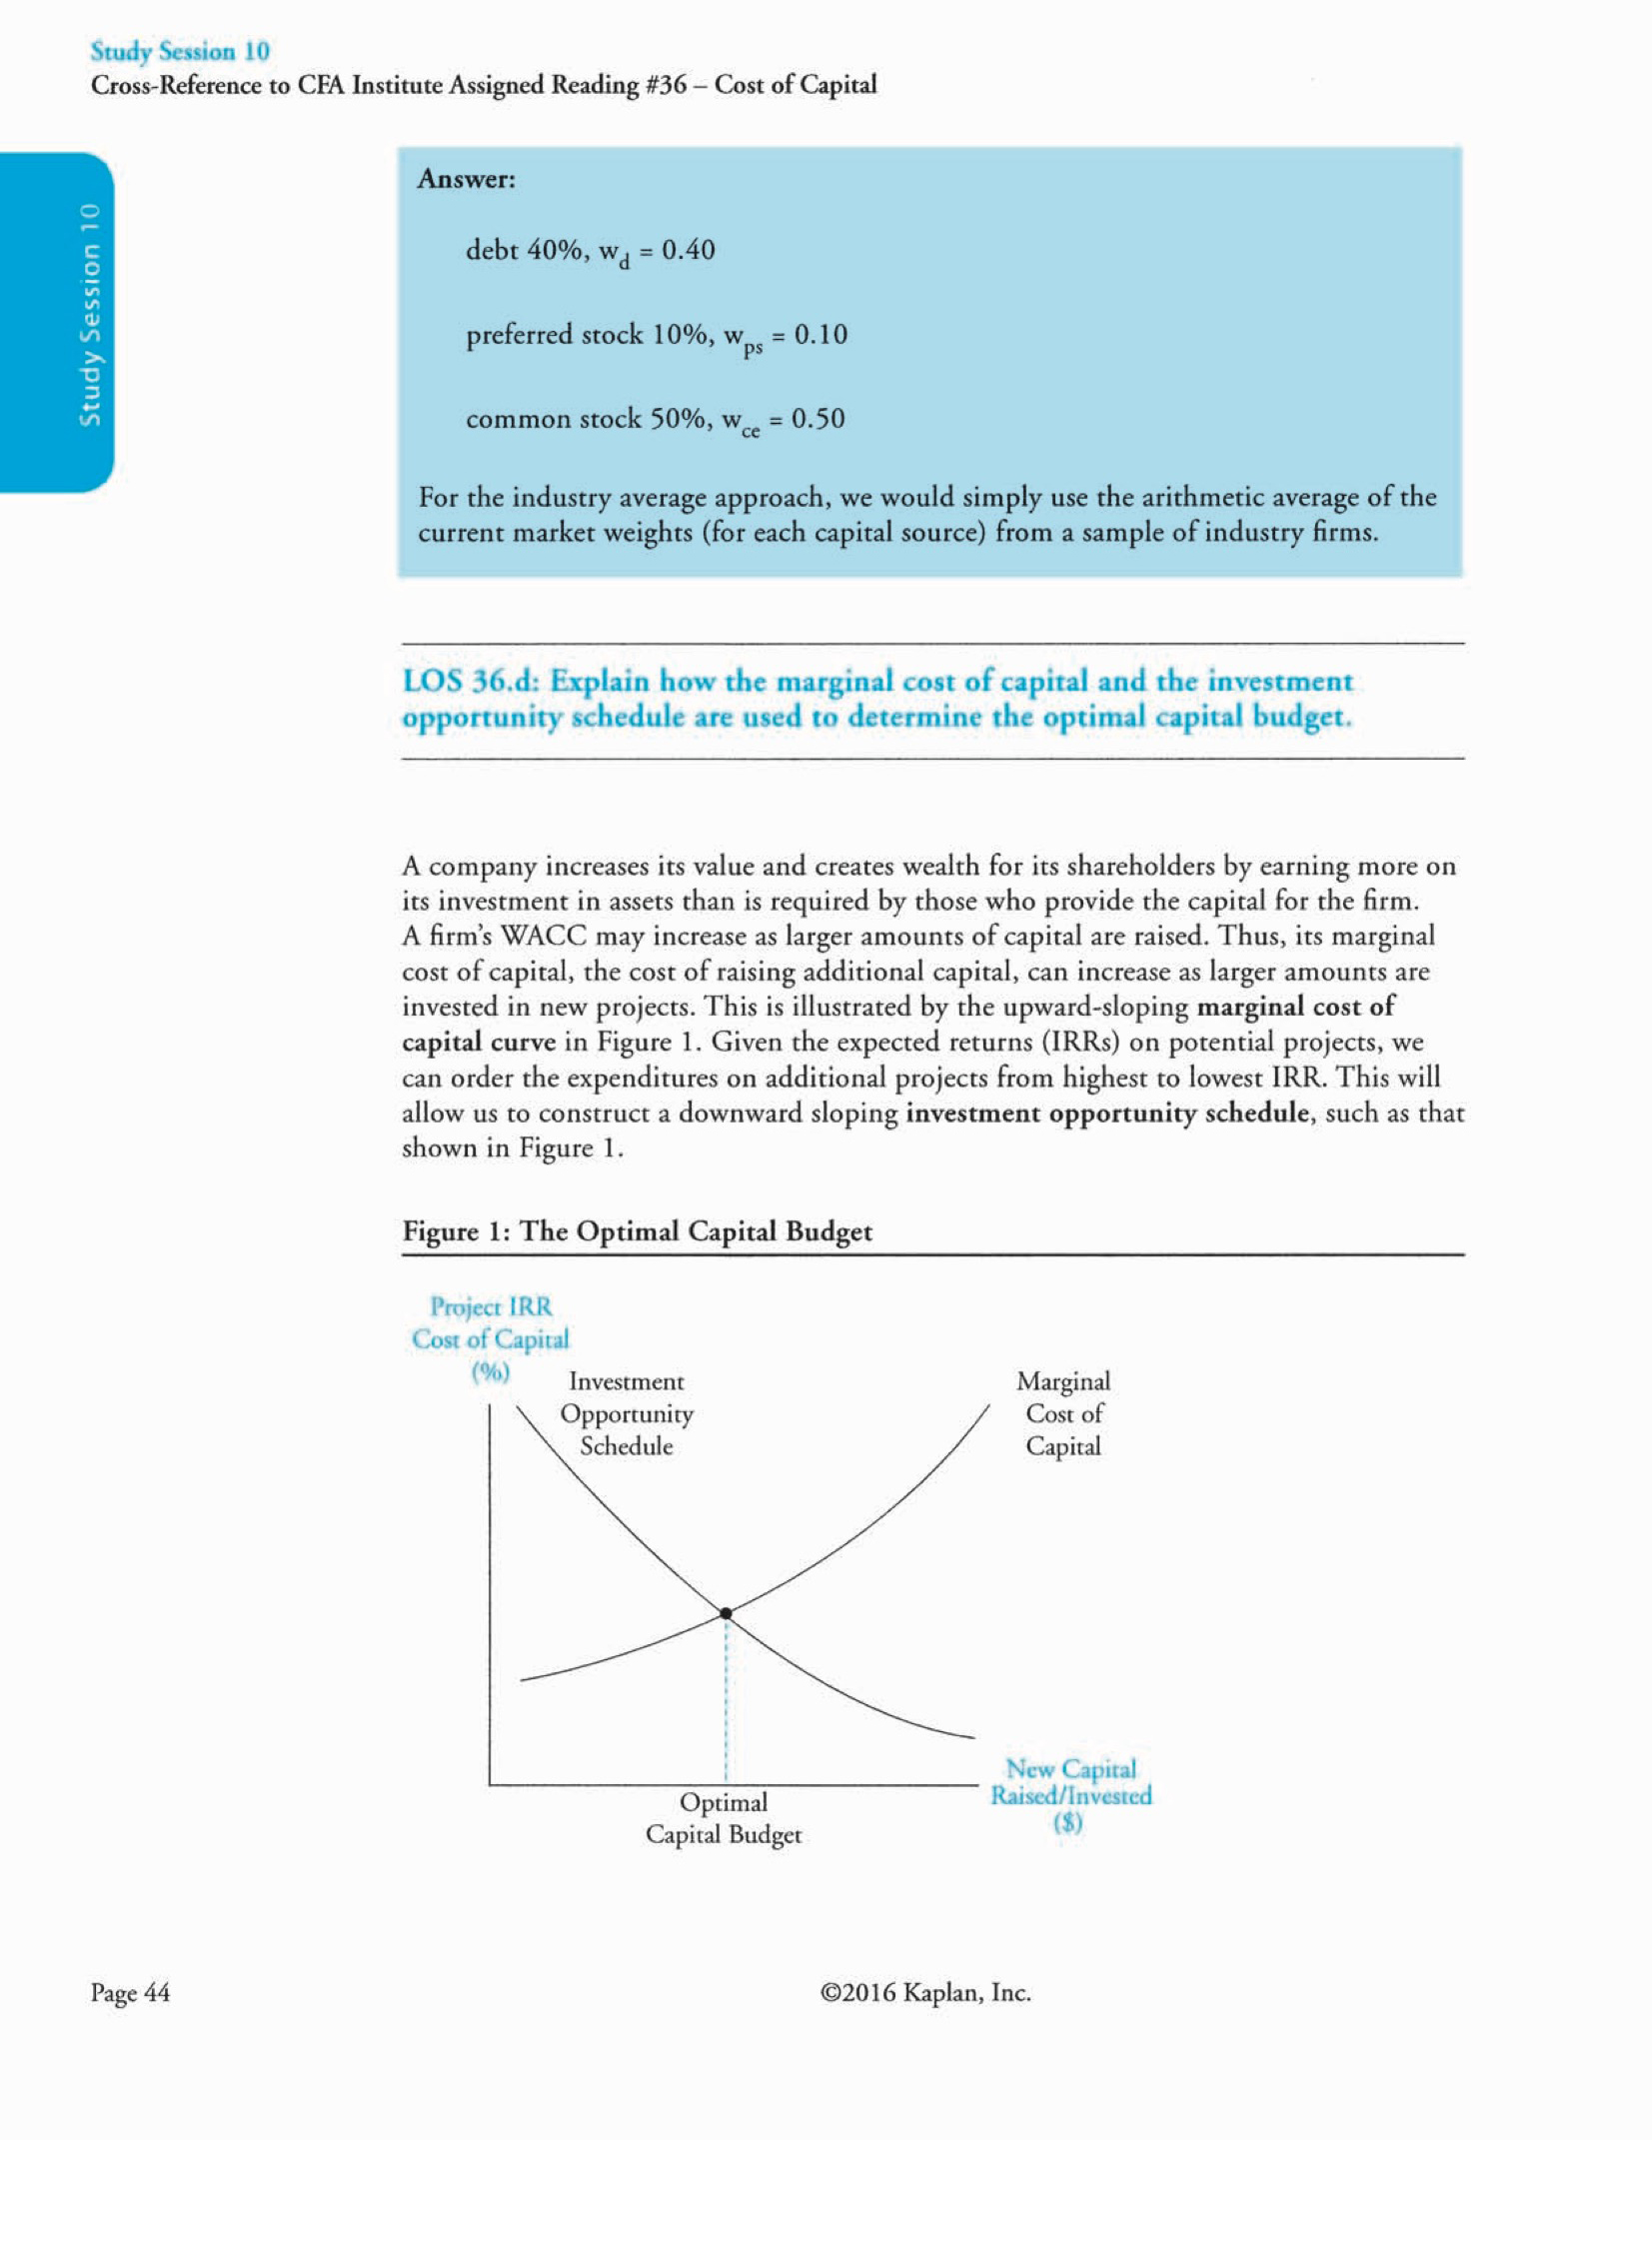 Study Session 10
Cross-Reference to CFA Institute Assigned Reading #36 – Cost of Capital
Study Session 10
Answer:
debt 40%, wd = 0.40
preferred stock 10%, wps = 0.10
common stock 50%, wce = 0.50
For the industry average approach, we would simply use the arithmetic average of the
current market weights (for each capital source) from a sample of industry firms.
LOS 36.d: Explain how the marginal cost of capital and the investment
opportunity schedule are used to determine the optimal capital budget.
A company increases its value and creates wealth for its shareholders by earning more on
its investment in assets than is required by those who provide the capital for the firm.
A firm's WACC may increase as larger amounts of capital are raised. Thus, its marginal
cost of capital, the cost of raising additional capital, can increase as larger amounts are
invested in new projects. This is illustrated by the upward-sloping marginal cost of
capital curve in Figure 1. Given the expected returns (IRRs) on potential projects, we
can order the expenditures on additional projects from highest to lowest IRR. This will
allow us to construct a downward sloping investment opportunity schedule, such as that
shown in Figure 1.
Figure 1: The Optimal Capital Budget
Project IRR
Cost of Capital
(%)
Investment
Opportunity
Schedule
Marginal
Cost of
Capital
New Capital
Raised/Invested
($)
Optimal
Capital Budget
Page 44
©2016 Kaplan, Inc.